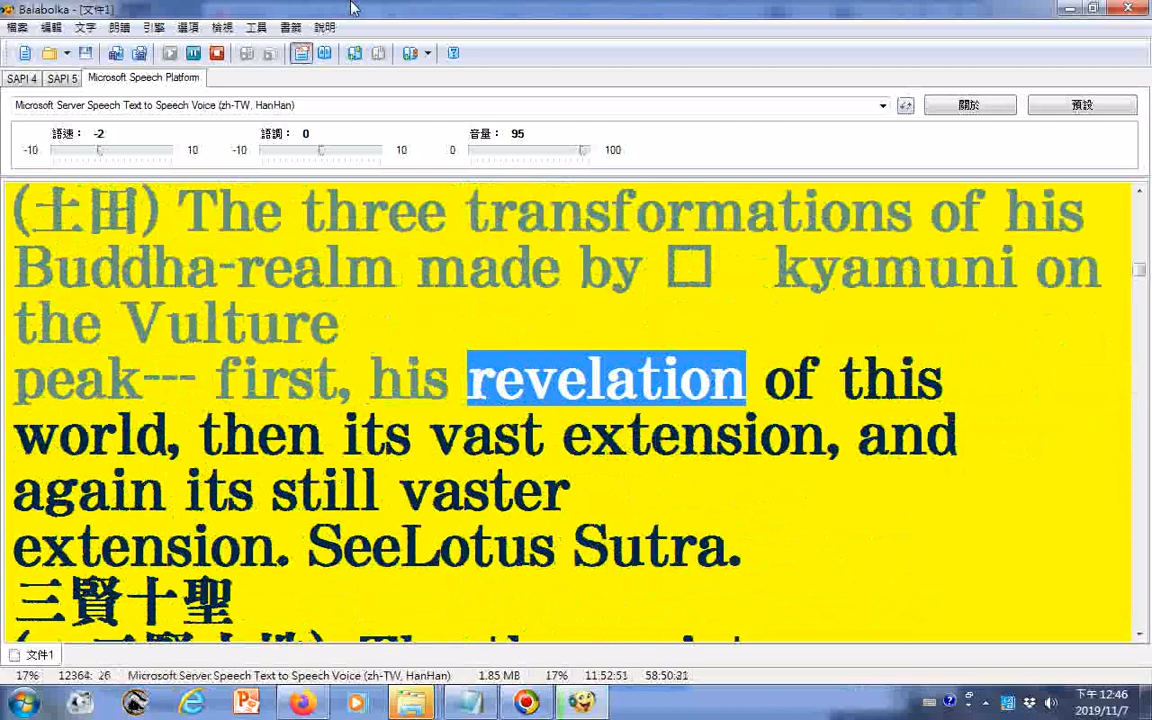 Balabolka - [文件1]
檔案 編輯 文字 朗讀 引擎 選項 檢視 工具 書籤 說明
SAPI 4 SAPI 5 Microsoft Speech Platform
Microsoft Server Speech Text to Speech Voice (zh-TW, HanHan) 關於 預設
語速： -2 語調： 0 音量： 95
-10 10 -10 10 0 100
(土田) The three transformations of his
Buddha-realm made by □ kyamuni on
the Vulture
peak--- first, his revelation of this
world, then its vast extension, and
again its still vaster
extension. SeeLotus Sutra.
三賢十聖
文件1
17% 12364: 26 Microsoft Server Speech Text to Speech Voice (zh-TW, HanHan) 1.85 MB 17% 11:52:51 58:50:21
下午 12:46
2019/11/7